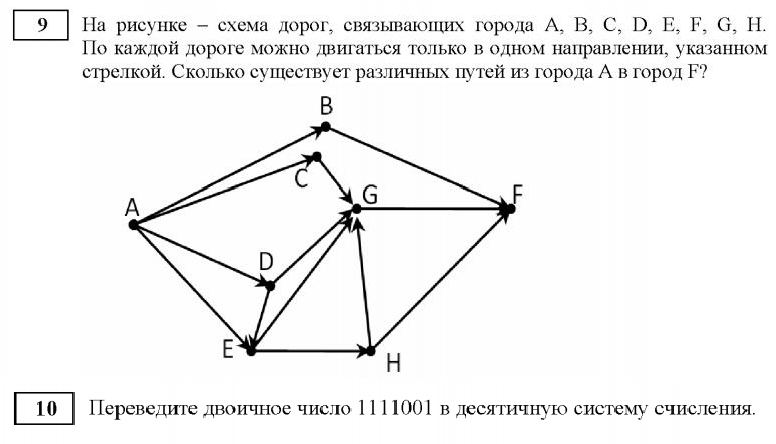 9
На рисунке – схема дорог, связывающих города A, B, C, D, E, F, G, H.
По каждой дороге можно двигаться только в одном направлении, указанном
стрелкой. Сколько существует различных путей из города A в город F?
B
C
G
F
A
D
E
H
10
Переведите двоичное число 1111001 в десятичную систему счисления.